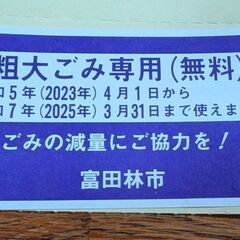 粗大ごみ専用(無料)
5年(2023年)4月1日から
7年(2025年)3月31日まで使えま
ごみの減量にご協力を!
富田林市